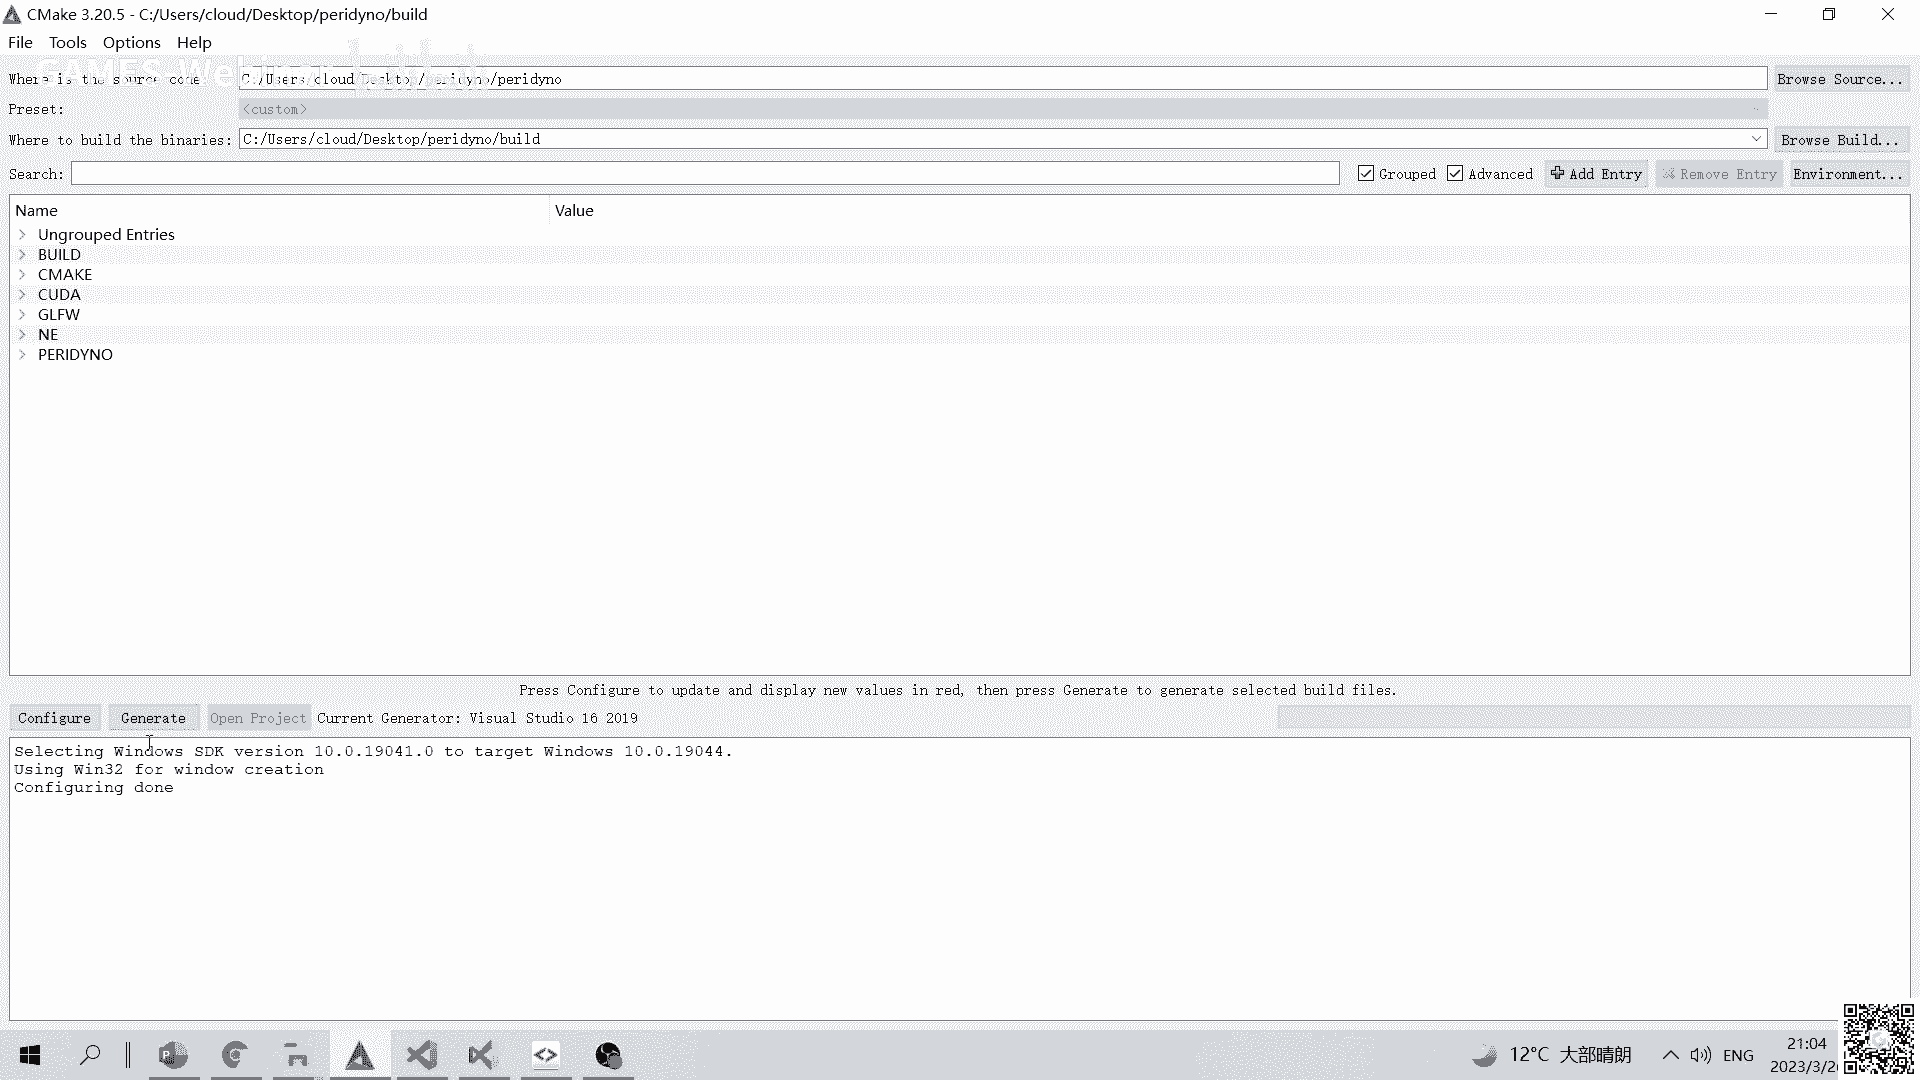 CMake 3.20.5 - C:/Users/cloud/Desktop/peridyno/build
File Tools Options Help
GAMES Webinar
Where is the source code: C:/Users/cloud/Desktop/peridyno/peridyno Browse Source...
Preset: <custom>
Where to build the binaries: C:/Users/cloud/Desktop/peridyno/build Browse Build...
Search: Grouped Advanced Add Entry Remove Entry Environment...
Name Value
Ungrouped Entries
BUILD
CMAKE
CUDA
GLFW
NE
PERIDYNO
Press Configure to update and display new values in red, then press Generate to generate selected build files.
Configure Generate Open Project Current Generator: Visual Studio 16 2019
Selecting Windows SDK version 10.0.19041.0 to target Windows 10.0.19044.
Using Win32 for window creation
Configuring done
12°C 大部晴朗 ENG 21:04
2023/3/2